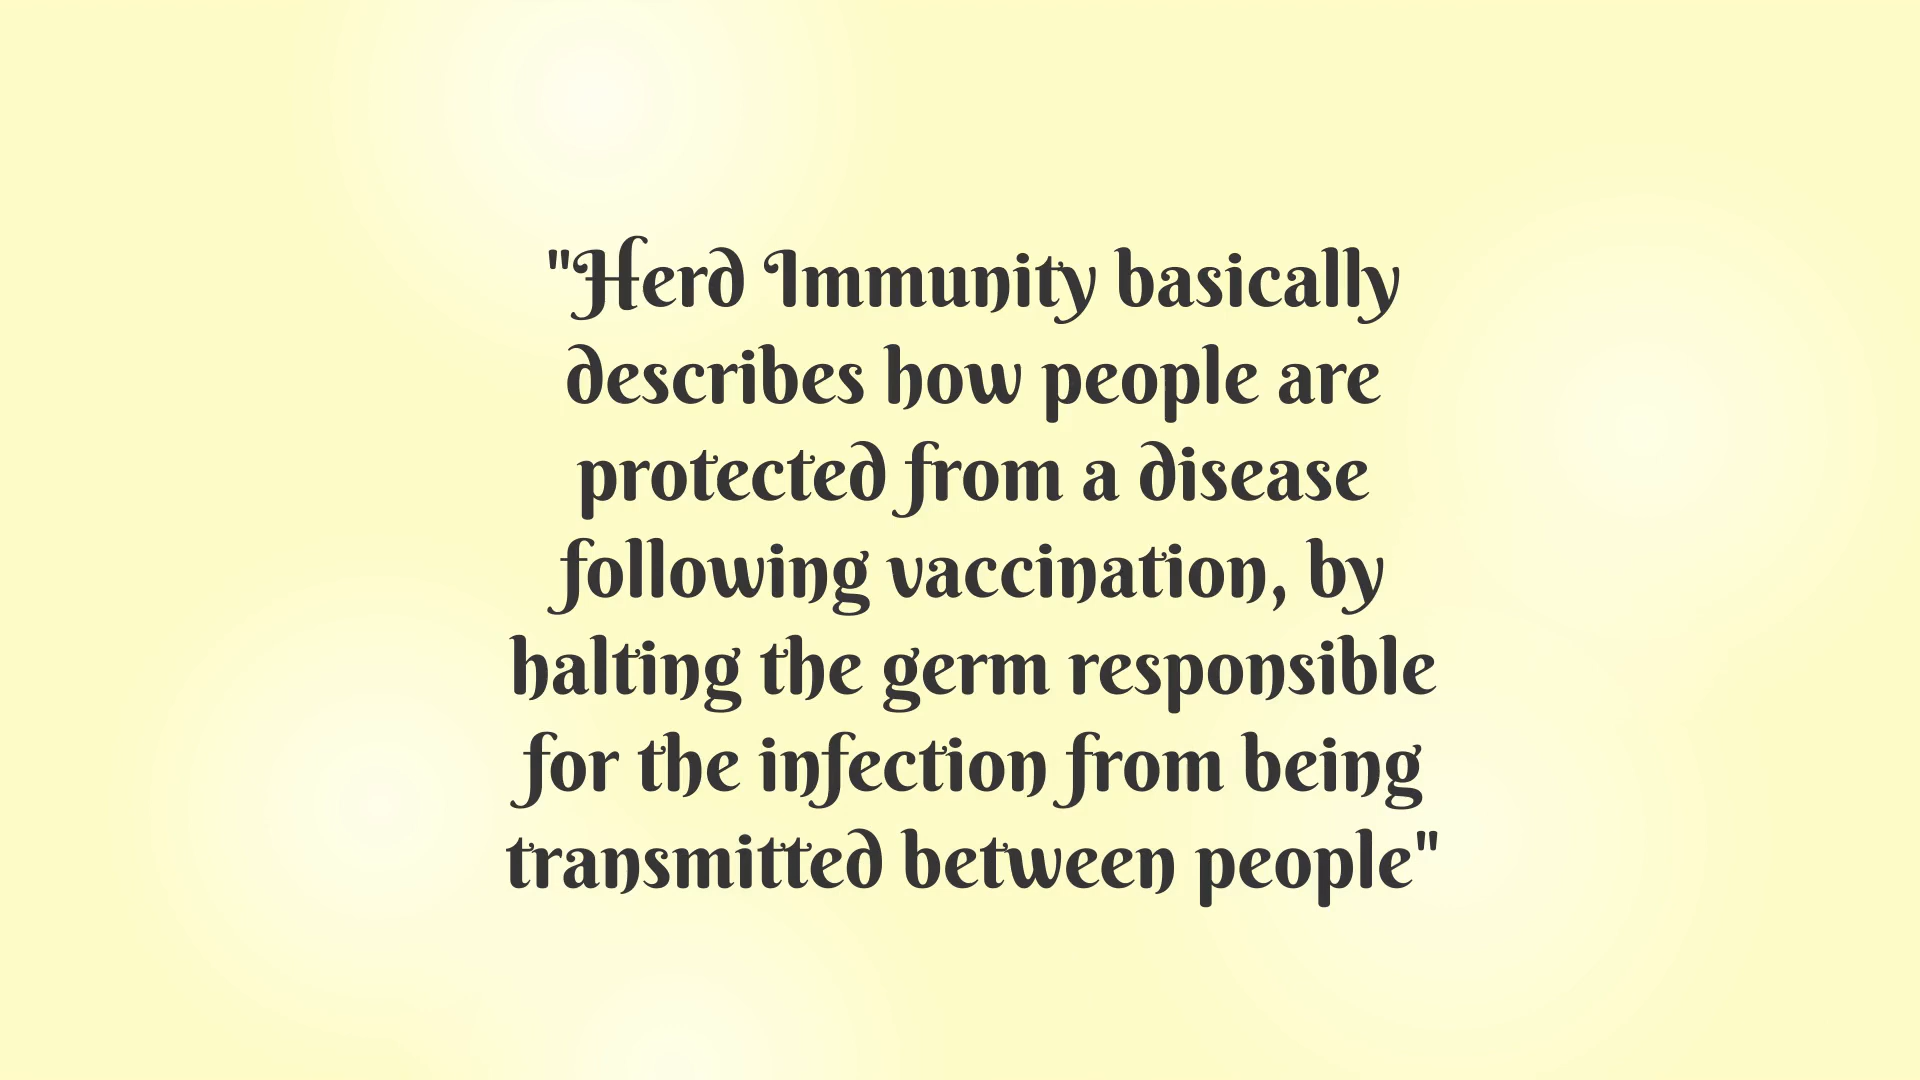 "Herd Immunity basically
describes how people are
protected from a disease
following vaccination, by
halting the germ responsible
for the infection from being
transmitted between people"